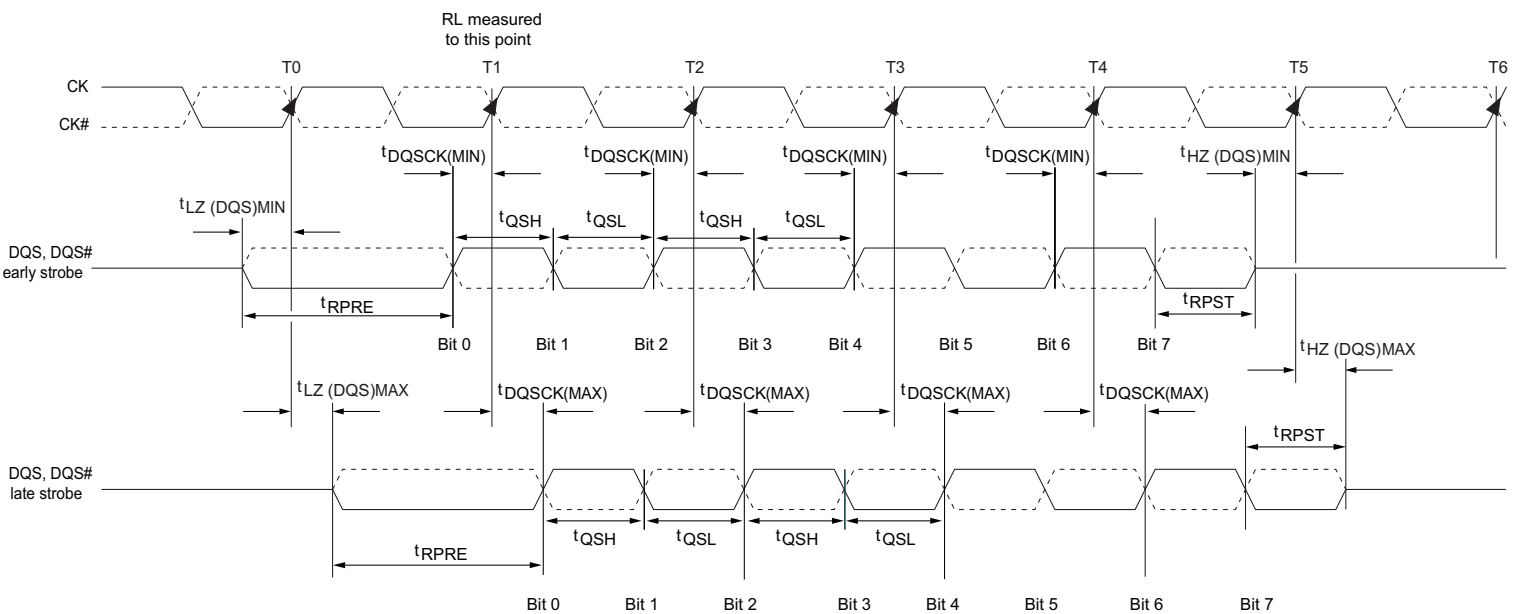 RL measured
to this point
T0 T1 T2 T3 T4 T5 T6
CK
CK#
tDQSCK(MIN) tDQSCK(MIN) tDQSCK(MIN) tDQSCK(MIN) tHZ (DQS)MIN
tLZ (DQS)MIN
tQSH tQSL tQSH tQSL
DQS, DQS#
early strobe
tRPRE tRPST
Bit 0 Bit 1 Bit 2 Bit 3 Bit 4 Bit 5 Bit 6 Bit 7
tHZ (DQS)MAX
tLZ (DQS)MAX tDQSCK(MAX) tDQSCK(MAX) tDQSCK(MAX) tDQSCK(MAX)
tRPST
DQS, DQS#
late strobe
tQSH tQSL tQSH tQSL
tRPRE
Bit 0 Bit 1 Bit 2 Bit 3 Bit 4 Bit 5 Bit 6 Bit 7